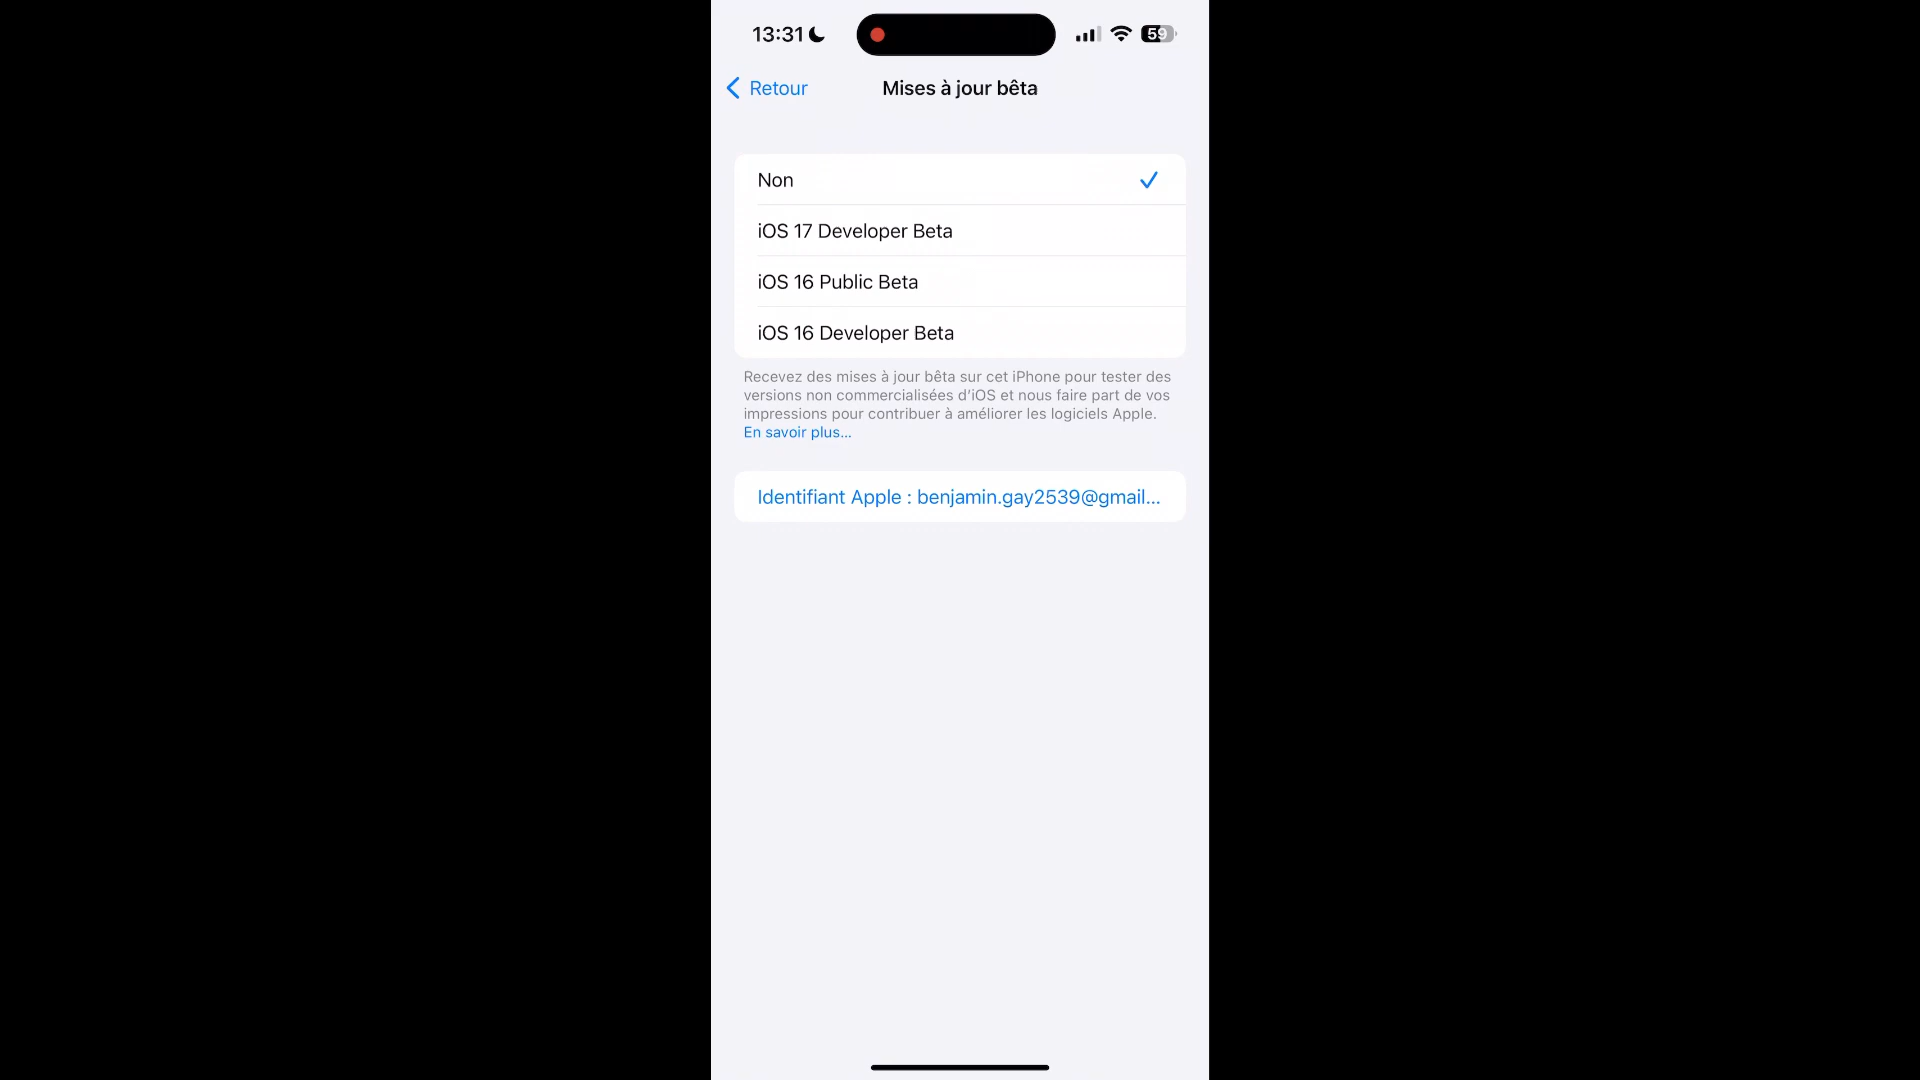 13:31
59
Retour
Mises à jour bêta
Non
iOS 17 Developer Beta
iOS 16 Public Beta
iOS 16 Developer Beta
Recevez des mises à jour bêta sur cet iPhone pour tester des
versions non commercialisées d’iOS et nous faire part de vos
impressions pour contribuer à améliorer les logiciels Apple.
En savoir plus...
Identifiant Apple : benjamin.gay2539@gmail...